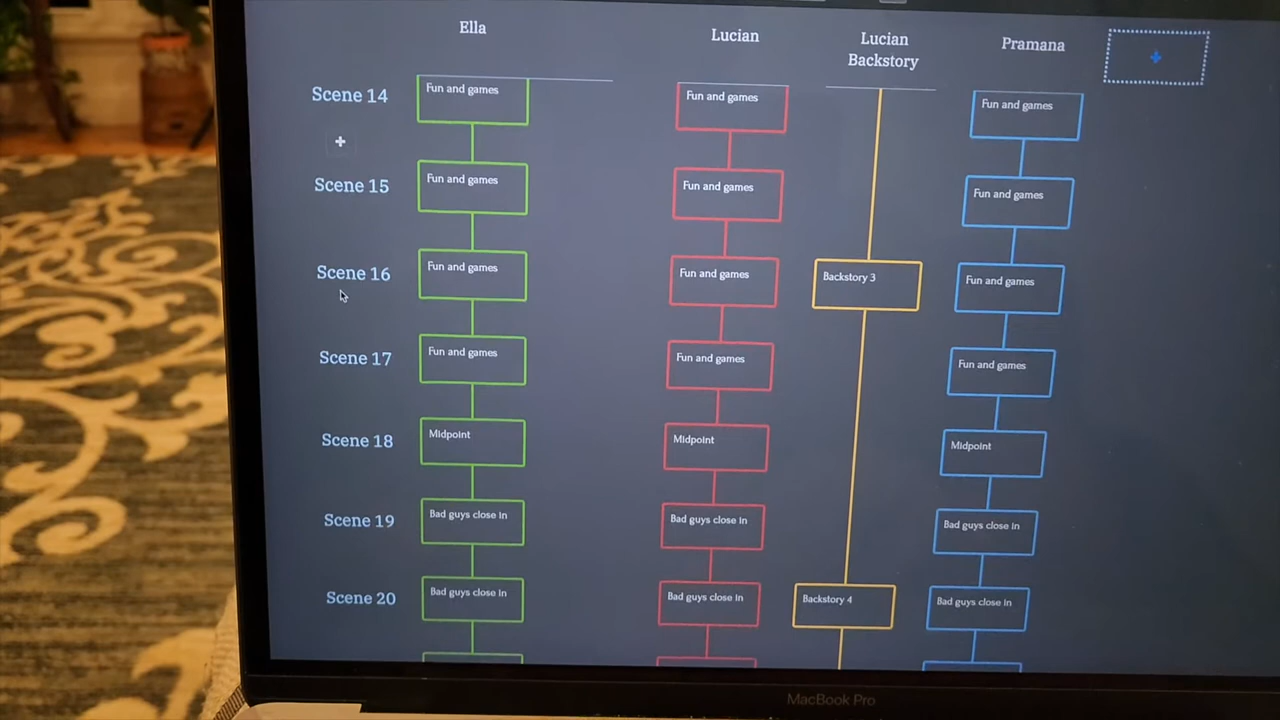 Ella
Lucian
Lucian
Backstory
Pramana
+
Scene 14
Fun and games
Fun and games
Fun and games
+
Scene 15
Fun and games
Fun and games
Fun and games
Scene 16
Fun and games
Fun and games
Backstory 3
Fun and games
Scene 17
Fun and games
Fun and games
Fun and games
Scene 18
Midpoint
Midpoint
Midpoint
Scene 19
Bad guys close in
Bad guys close in
Bad guys close in
Scene 20
Bad guys close in
Bad guys close in
Backstory 4
Bad guys close in
MacBook Pro